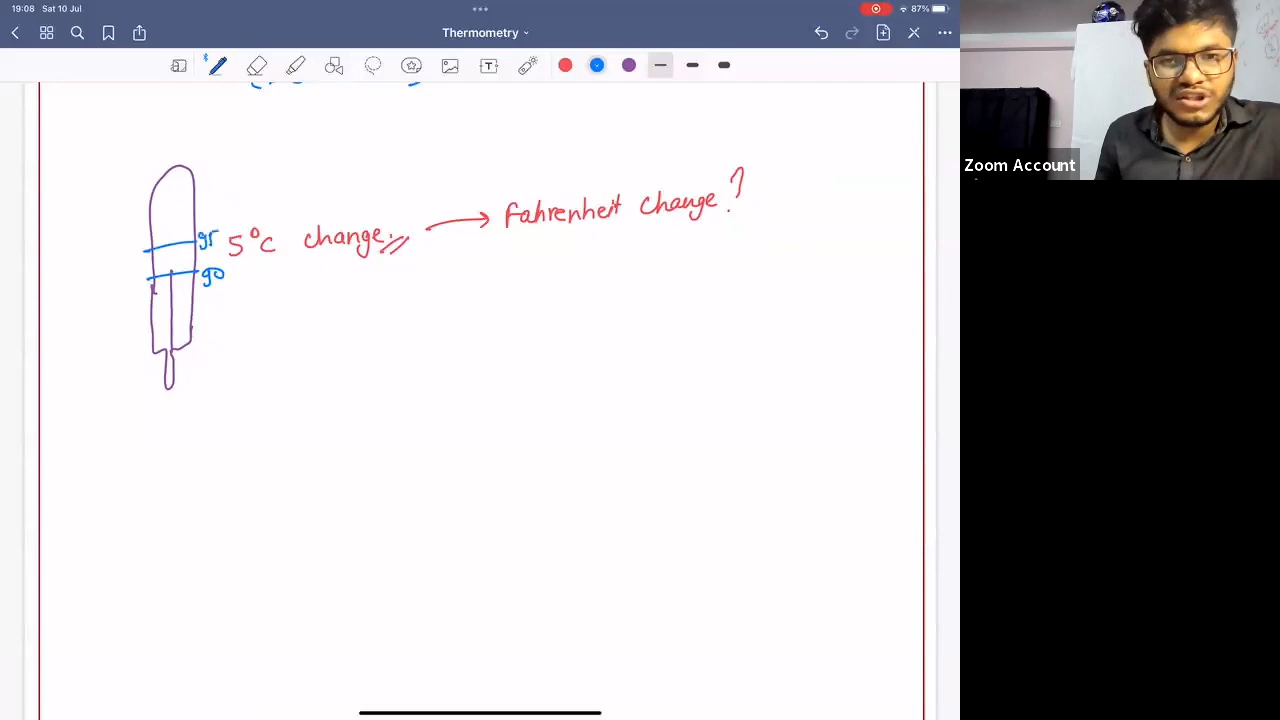 19:08 Sat 10 Jul
87%
Thermometry
Zoom Account
Fahrenheit change?
5°C change
95
90